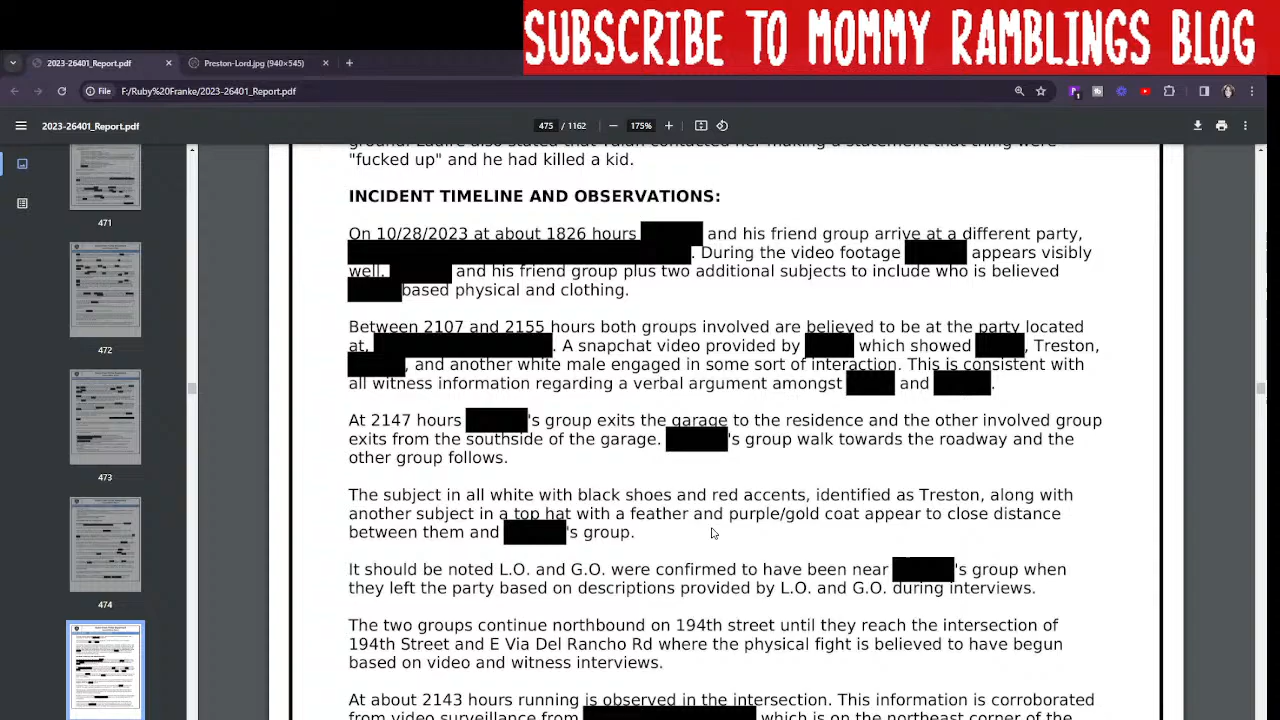 SUBSCRIBE TO MOMMY RAMBLINGS BLOG
2023-26401_Report.pdf
Preston-Lord.jpg (940×545)
File
F:/Ruby%20Franke/2023-26401_Report.pdf
2023-26401_Report.pdf
475 / 1162
175%
"fucked up" and he had killed a kid.
INCIDENT TIMELINE AND OBSERVATIONS:
On 10/28/2023 at about 1826 hours and his friend group arrive at a different party,
. During the video footage appears visibly
well. and his friend group plus two additional subjects to include who is believed
based physical and clothing.
Between 2107 and 2155 hours both groups involved are believed to be at the party located
at, . A snapchat video provided by which showed , Treston,
, and another white male engaged in some sort of interaction. This is consistent with
all witness information regarding a verbal argument amongst and .
At 2147 hours 's group exits the garage to the residence and the other involved group
exits from the southside of the garage. 's group walk towards the roadway and the
other group follows.
The subject in all white with black shoes and red accents identified as Treston, along with
another subject in a top hat with a feather and purple/gold coat appear to close distance
between them and 's group.
It should be noted L.O. and G.O. were confirmed to have been near 's group when
they left the party based on descriptions provided by L.O. and G.O. during interviews.
The two groups continue northbound on 194th street until they reach the intersection of
194th Street and E Via Del Rancho Rd where the physical fight is believed to have begun
based on video and witness interviews.
At about 2143 hours running is observed in the intersection. This information is corroborated
which is on the northeast corner of the
471
472
473
474